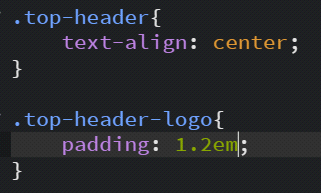 .top-header{
    text-align: center;
}
.top-header-logo{
    padding: 1.2em;
}